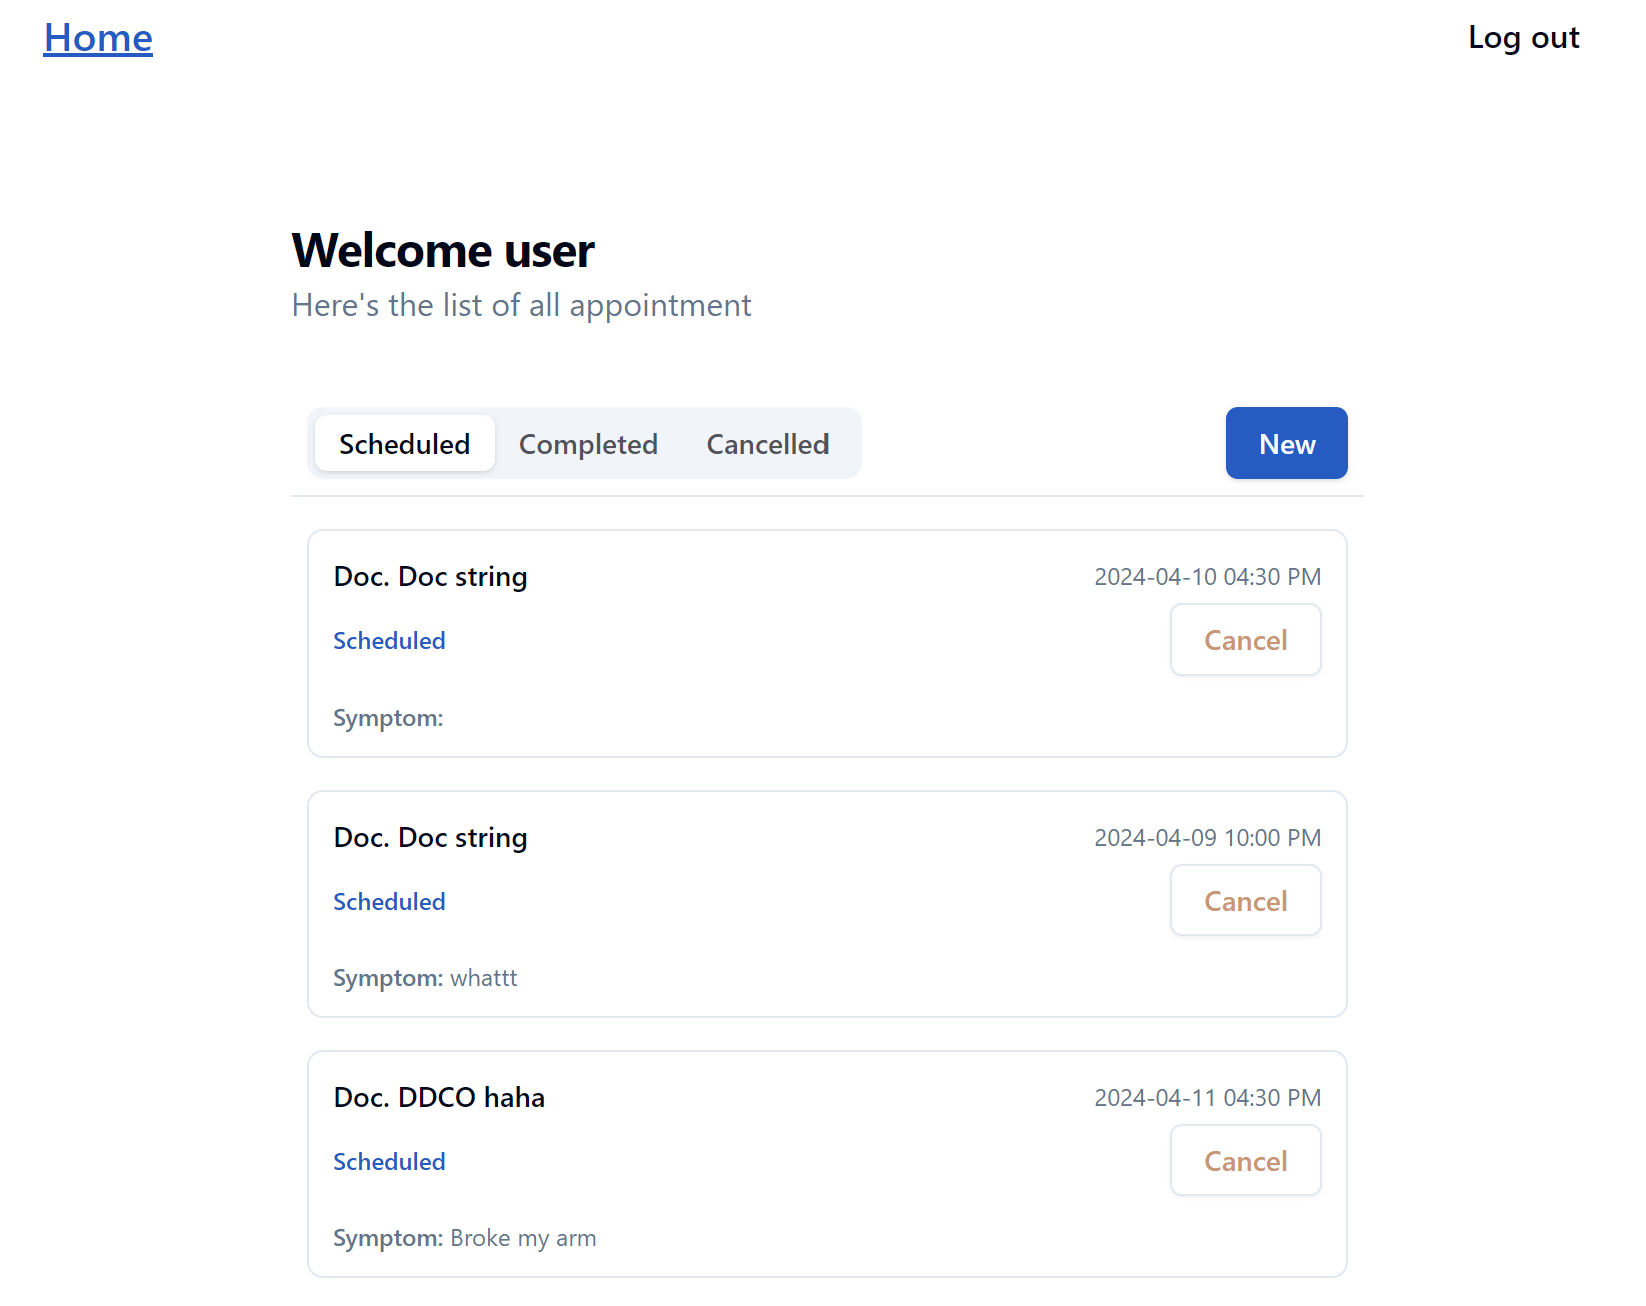 Home Log out
Welcome user
Here's the list of all appointment
Scheduled Completed Cancelled New
Doc. Doc string 2024-04-10 04:30 PM
Scheduled Cancel
Symptom:
Doc. Doc string 2024-04-09 10:00 PM
Scheduled Cancel
Symptom: whattt
Doc. DDCO haha 2024-04-11 04:30 PM
Scheduled Cancel
Symptom: Broke my arm